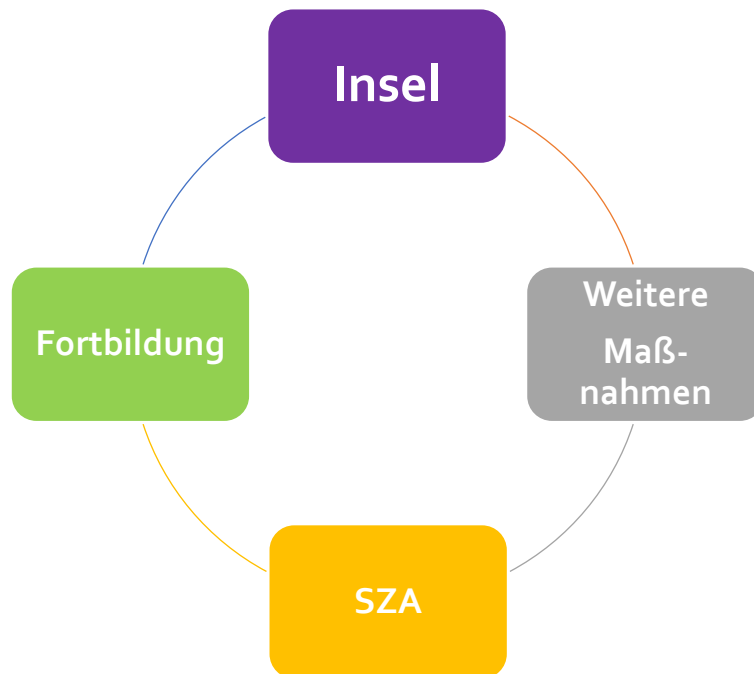 Insel
Fortbildung
Weitere
Maß-
nahmen
SZA